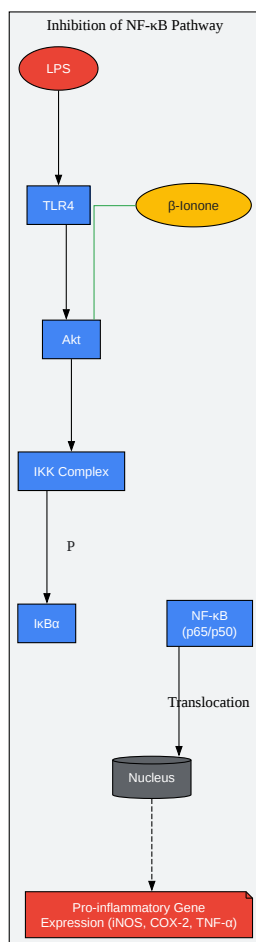 Inhibition of NF-κB Pathway
LPS
TLR4
β-Ionone
Akt
IKK Complex
P
IκBα
NF-κB
(p65/p50)
Translocation
Nucleus
Pro-inflammatory Gene
Expression (iNOS, COX-2, TNF-α)